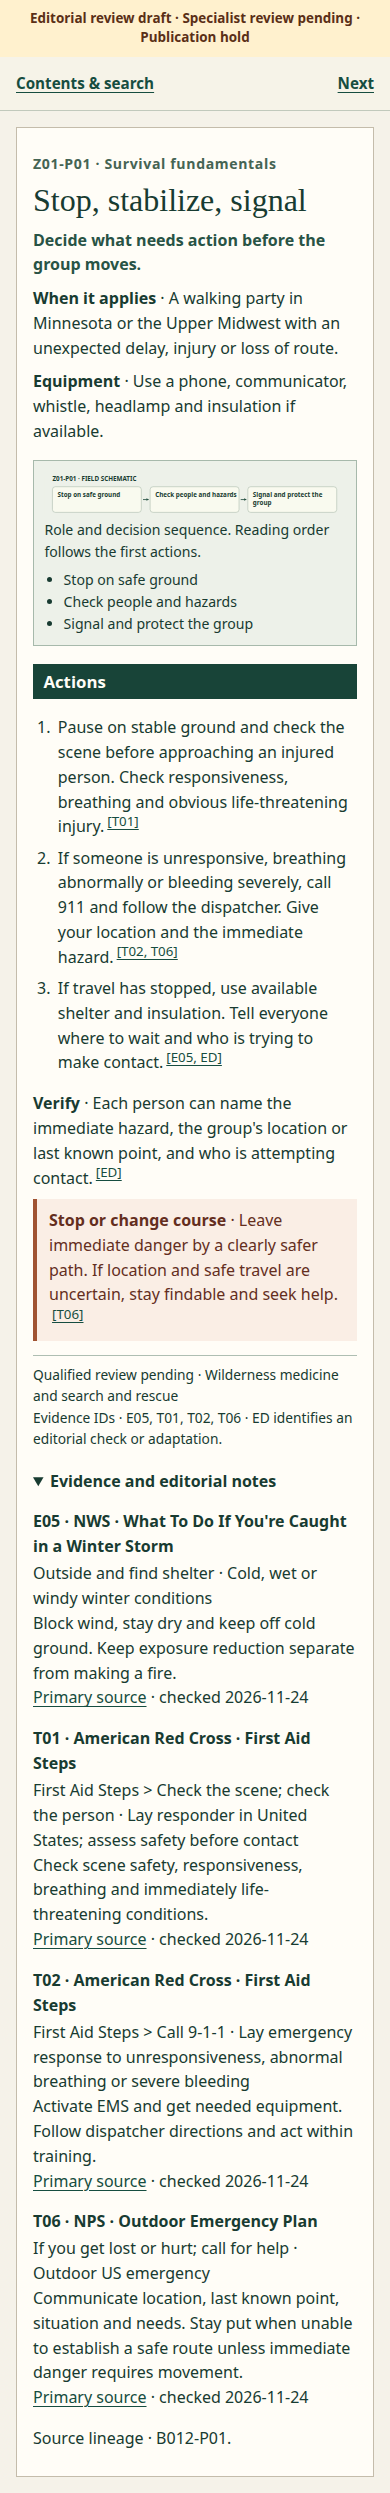 Editorial review draft · Specialist review pending ·
Publication hold
Contents & search
Next
Z01-P01 · Survival fundamentals
Stop, stabilize, signal
Decide what needs action before the
group moves.
When it applies · A walking party in
Minnesota or the Upper Midwest with an
unexpected delay, injury or loss of route.
Equipment · Use a phone, communicator,
whistle, headlamp and insulation if
available.
Z01-P01 · FIELD SCHEMATIC
Stop on safe ground
→
Check people and hazards
→
Signal and protect the
group
Role and decision sequence. Reading order
follows the first actions.
• Stop on safe ground
• Check people and hazards
• Signal and protect the group
Actions
1. Pause on stable ground and check the
scene before approaching an injured
person. Check responsiveness,
breathing and obvious life-threatening
injury. [T01]
2. If someone is unresponsive, breathing
abnormally or bleeding severely, call
911 and follow the dispatcher. Give
your location and the immediate
hazard. [T02, T06]
3. If travel has stopped, use available
shelter and insulation. Tell everyone
where to wait and who is trying to
make contact. [E05, ED]
Verify · Each person can name the
immediate hazard, the group's location or
last known point, and who is attempting
contact. [ED]
Stop or change course · Leave
immediate danger by a clearly safer
path. If location and safe travel are
uncertain, stay findable and seek help.
[T06]
Qualified review pending · Wilderness medicine
and search and rescue
Evidence IDs · E05, T01, T02, T06 · ED identifies an
editorial check or adaptation.
▼ Evidence and editorial notes
E05 · NWS · What To Do If You're Caught
in a Winter Storm
Outside and find shelter · Cold, wet or
windy winter conditions
Block wind, stay dry and keep off cold
ground. Keep exposure reduction separate
from making a fire.
Primary source · checked 2026-11-24
T01 · American Red Cross · First Aid
Steps
First Aid Steps > Check the scene; check
the person · Lay responder in United
States; assess safety before contact
Check scene safety, responsiveness,
breathing and immediately life-
threatening conditions.
Primary source · checked 2026-11-24
T02 · American Red Cross · First Aid
Steps
First Aid Steps > Call 9-1-1 · Lay emergency
response to unresponsiveness, abnormal
breathing or severe bleeding
Activate EMS and get needed equipment.
Follow dispatcher directions and act within
training.
Primary source · checked 2026-11-24
T06 · NPS · Outdoor Emergency Plan
If you get lost or hurt; call for help ·
Outdoor US emergency
Communicate location, last known point,
situation and needs. Stay put when unable
to establish a safe route unless immediate
danger requires movement.
Primary source · checked 2026-11-24
Source lineage · B012-P01.